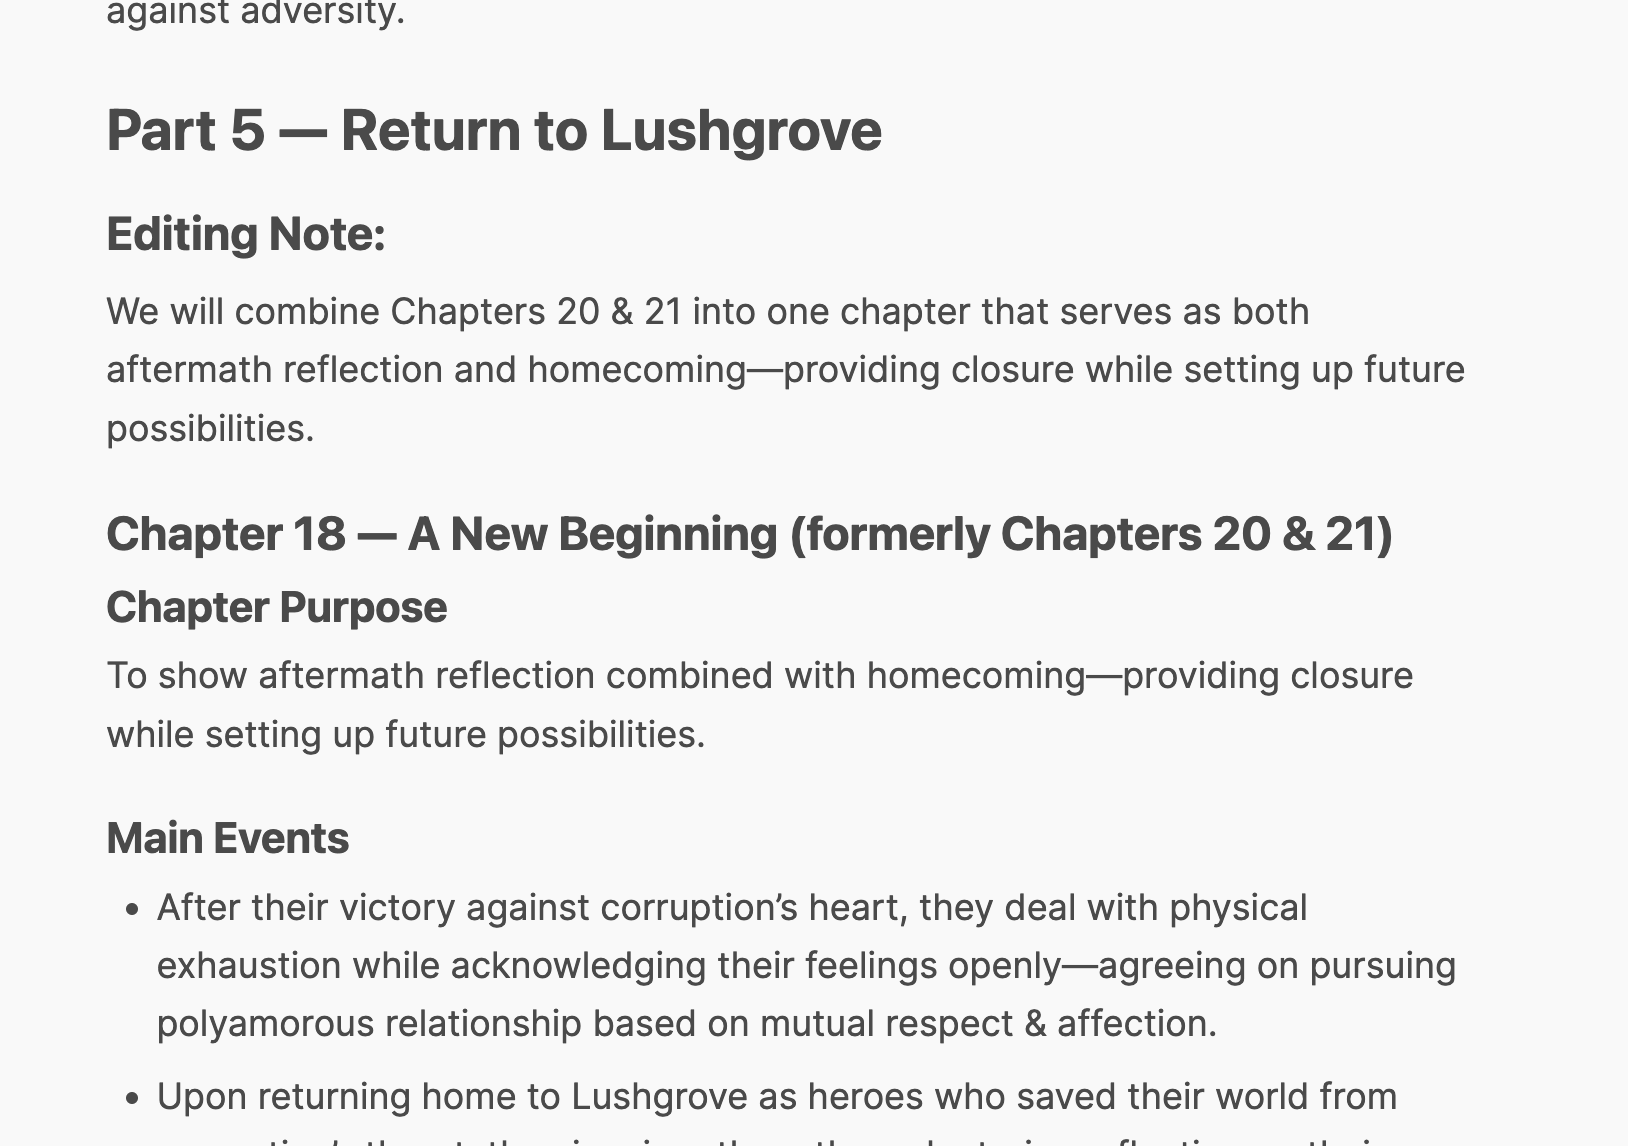 against adversity.
Part 5 — Return to Lushgrove
Editing Note:
We will combine Chapters 20 & 21 into one chapter that serves as both
aftermath reflection and homecoming—providing closure while setting up future
possibilities.
Chapter 18 — A New Beginning (formerly Chapters 20 & 21)
Chapter Purpose
To show aftermath reflection combined with homecoming—providing closure
while setting up future possibilities.
Main Events
• After their victory against corruption’s heart, they deal with physical
exhaustion while acknowledging their feelings openly—agreeing on pursuing
polyamorous relationship based on mutual respect & affection.
• Upon returning home to Lushgrove as heroes who saved their world from